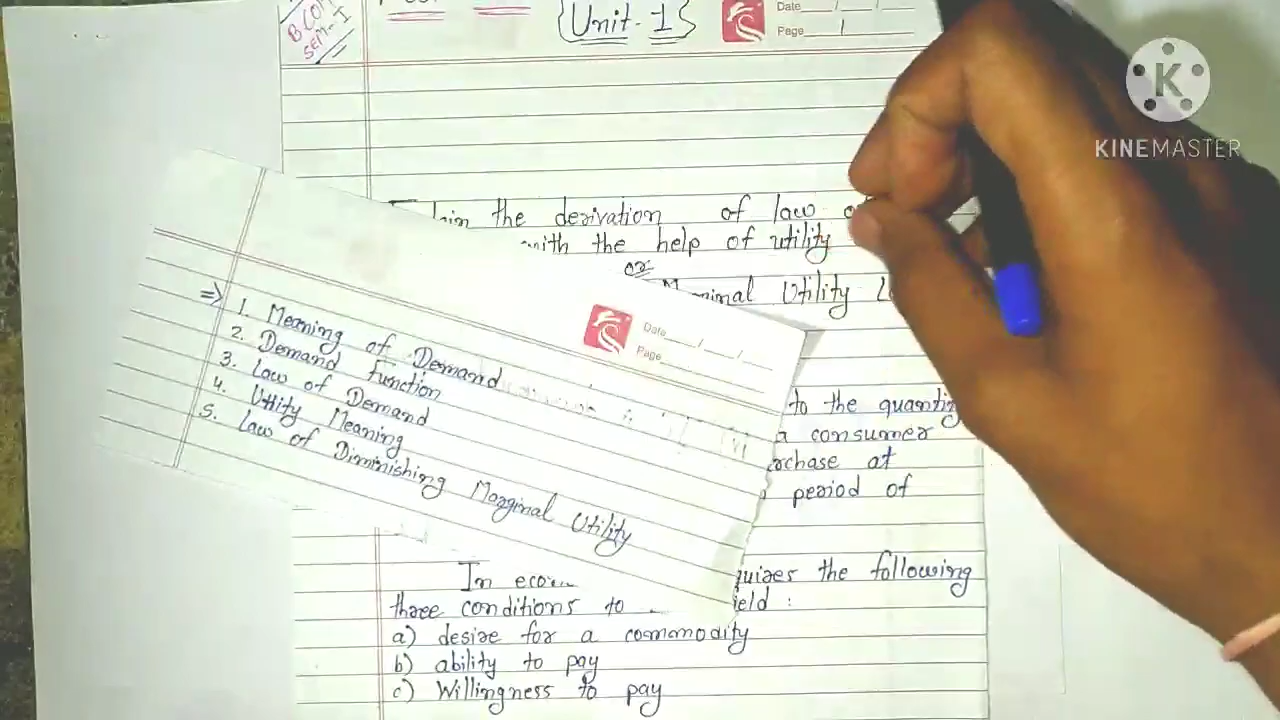 B.COM
SEM-I
Unit-1
Date
Page 1
the derivation of law
with the help of utility
or
Utility
to the quantity
a consumer
at
period of
=> 1. Meaning of Demand
2. Demand Function
3. Law of Demand
4. Utility Meaning
5. Law of Diminishing Marginal Utility
Date
Page
In the following
three conditions to :
a) desire for a commodity
b) ability to pay
c) Willingness to pay
K
KINEMASTER